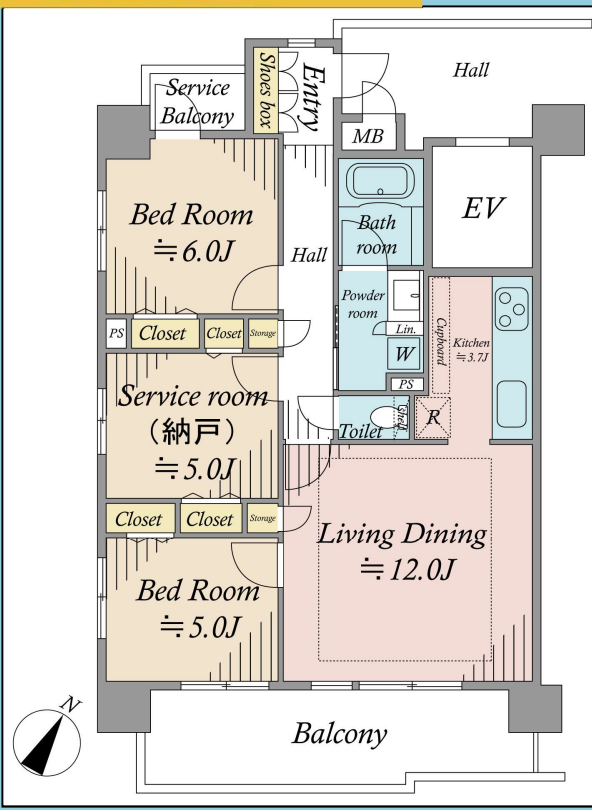 Service
Balcony
Shoes box
Entry
Hall
MB
Bed Room
≒6.0J
Hall
Bath
room
EV
Powder
room
Lin.
W
PS
Cupboard
Kitchen
≒3.7J
PS
Closet
Closet
Storage
Service room
(納戸)
≒5.0J
Toilet
Shelf
R
Closet
Closet
Storage
Living Dining
≒12.0J
Bed Room
≒5.0J
Balcony
N